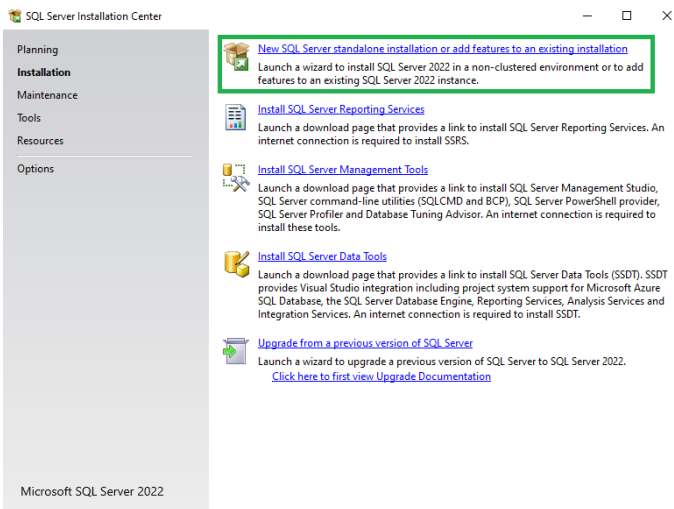 SQL Server Installation Center
Planning
Installation
Maintenance
Tools
Resources
Options
New SQL Server standalone installation or add features to an existing installation
Launch a wizard to install SQL Server 2022 in a non-clustered environment or to add
features to an existing SQL Server 2022 instance.
Install SQL Server Reporting Services
Launch a download page that provides a link to install SQL Server Reporting Services. An
internet connection is required to install SSRS.
Install SQL Server Management Tools
Launch a download page that provides a link to install SQL Server Management Studio,
SQL Server command-line utilities (SQLCMD and BCP), SQL Server PowerShell provider,
SQL Server Profiler and Database Tuning Advisor. An internet connection is required to
install these tools.
Install SQL Server Data Tools
Launch a download page that provides a link to install SQL Server Data Tools (SSDT). SSDT
provides Visual Studio integration including project system support for Microsoft Azure
SQL Database, the SQL Server Database Engine, Reporting Services, Analysis Services and
Integration Services. An internet connection is required to install SSDT.
Upgrade from a previous version of SQL Server
Launch a wizard to upgrade a previous version of SQL Server to SQL Server 2022.
Click here to first view Upgrade Documentation
Microsoft SQL Server 2022